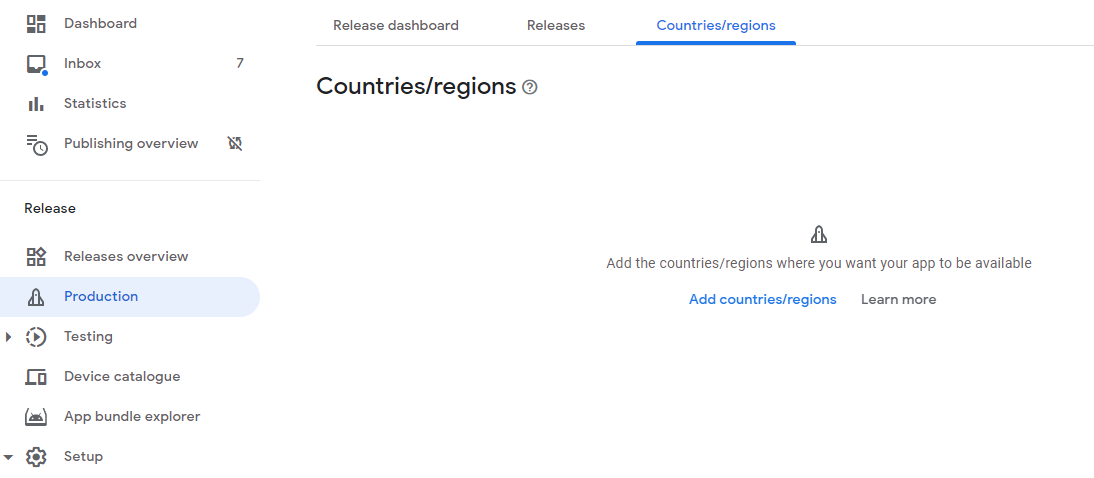 Dashboard
Inbox 7
Statistics
Publishing overview
Release
Releases overview
Production
Testing
Device catalogue
App bundle explorer
Setup
Release dashboard Releases Countries/regions
Countries/regions
Add the countries/regions where you want your app to be available
Add countries/regions Learn more